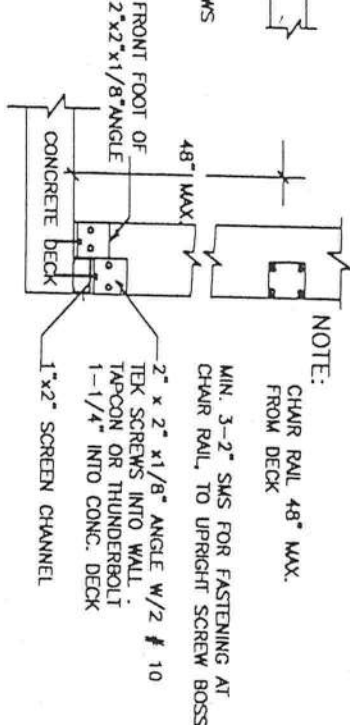 WS
NOTE:
CHAIR RAIL 48" MAX.
FROM DECK
48" MAX.
MIN. 3-2" SMS FOR FASTENING AT
CHAIR RAIL, TO UPRIGHT SCREW BOSS
FRONT FOOT OF
2"x2"x1/8"ANGLE
CONCRETE DECK
2" x 2" x1/8" ANGLE W/2 # 10
TEK SCREWS INTO WALL ;
TAPCON OR THUNDERBOLT
1-1/4" INTO CONC. DECK
1"x2" SCREEN CHANNEL